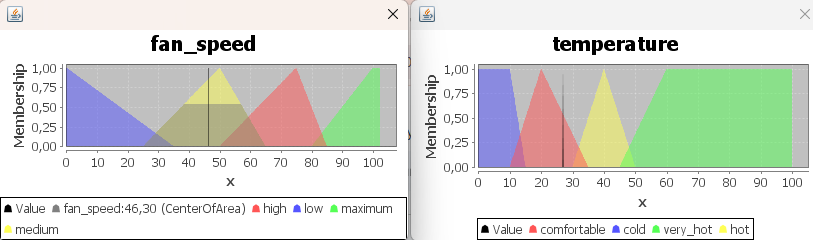 fan_speed
Membership
1,00
0,75
0,50
0,25
0,00
0 10 20 30 40 50 60 70 80 90 100
x
Value fan_speed:46,30 (CenterOfArea) high low maximum
medium
temperature
Membership
1,00
0,75
0,50
0,25
0,00
0 10 20 30 40 50 60 70 80 90 100
x
Value comfortable cold very_hot hot